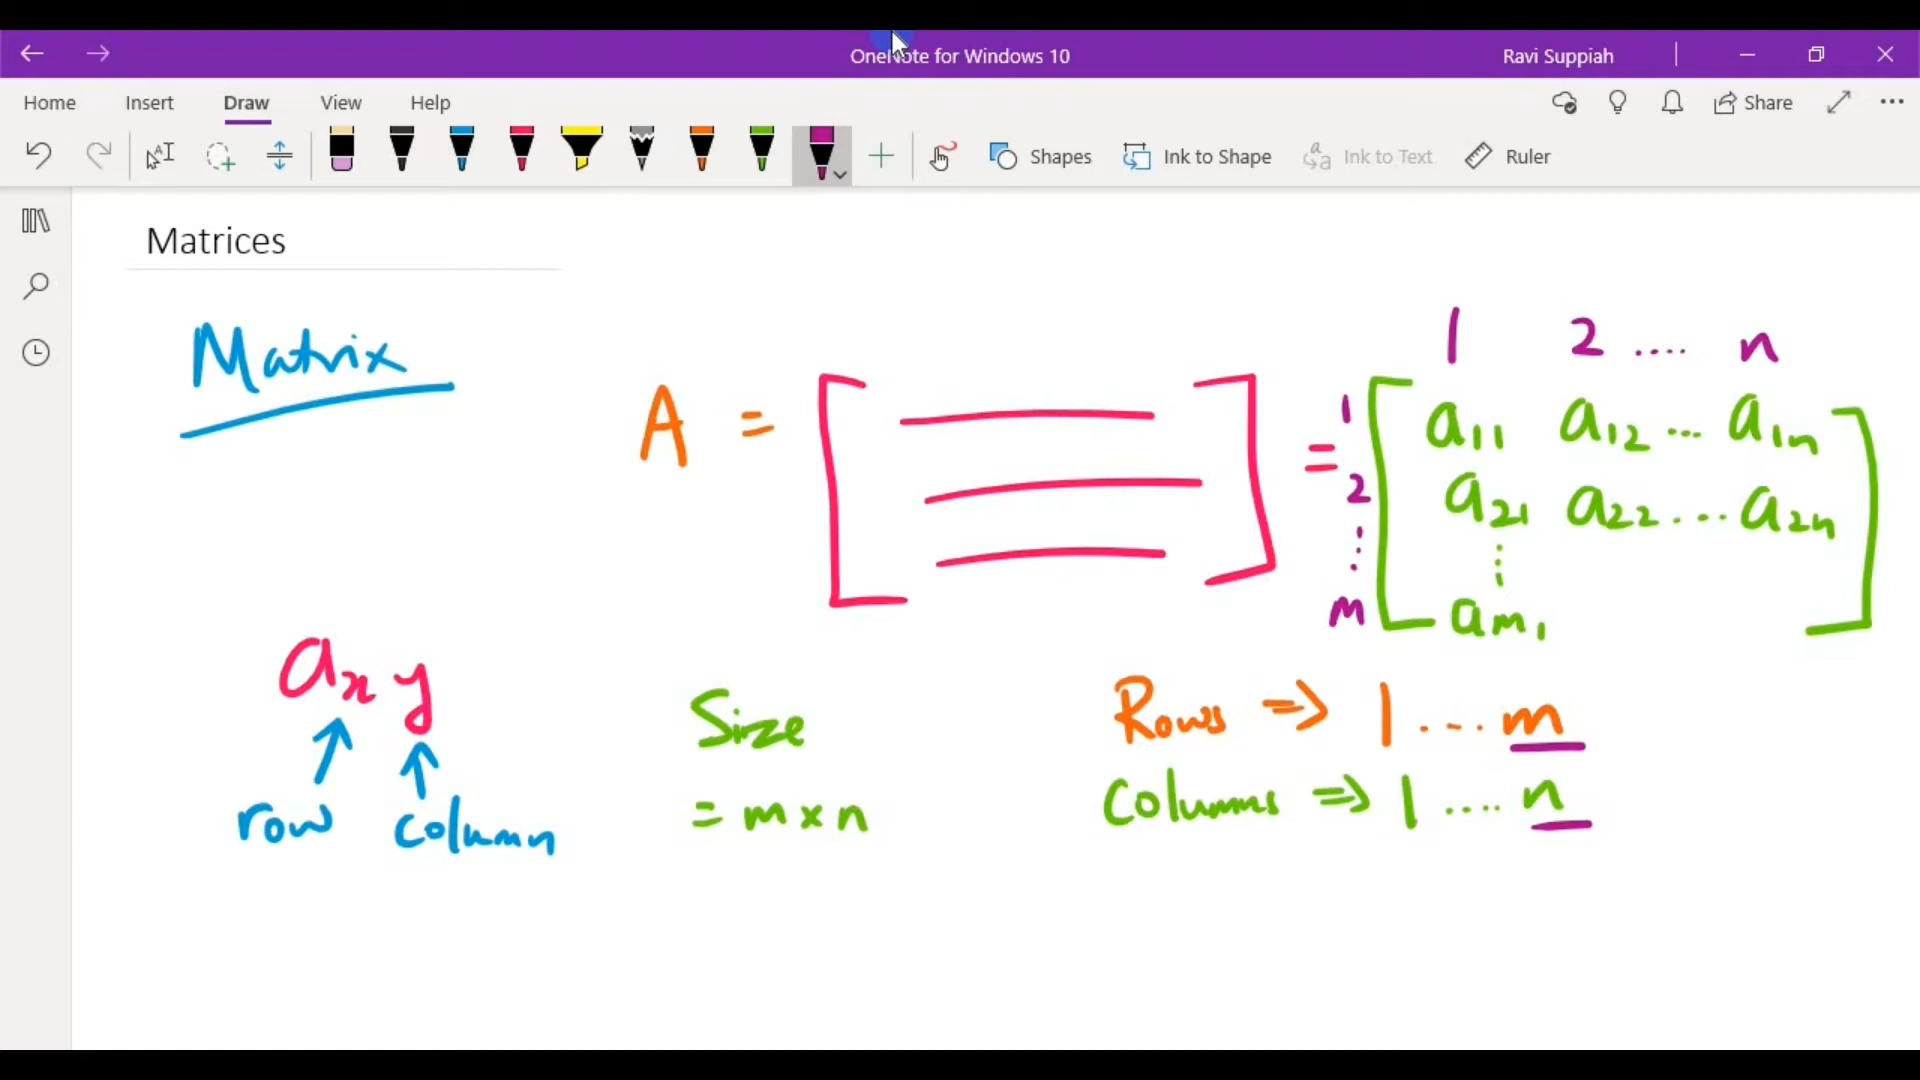 OneNote for Windows 10 Ravi Suppiah
Home Insert Draw View Help Share
Shapes Ink to Shape Ink to Text Ruler
Matrices
Matrix
1 2 .... n
A = [ ] = 1 [ a11 a12 ... a1n ]
2 a21 a22 ... a2n
⋮ ⋮
m am1
axy
row column
Size
= m x n
Rows => 1 ... m
Columns => 1 .... n